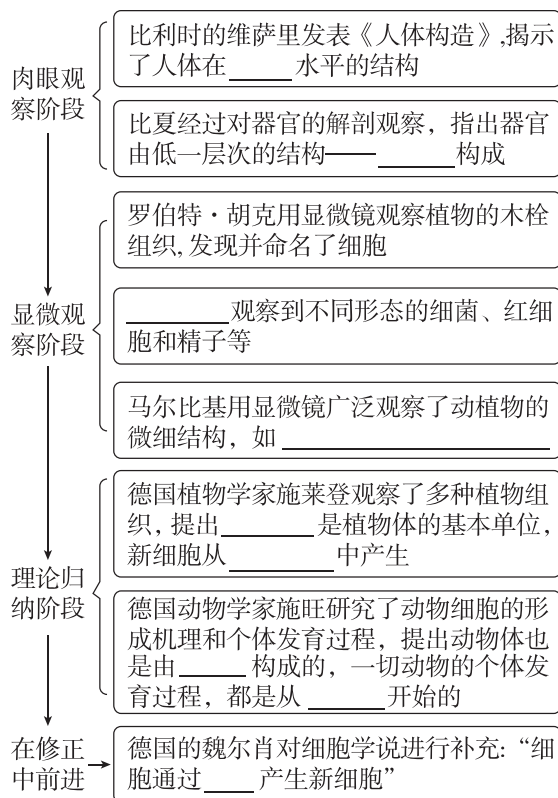 肉眼观
察阶段
比利时的维萨里发表《人体构造》,揭示
了人体在_____水平的结构
比夏经过对器官的解剖观察，指出器官
由低一层次的结构——______构成
显微观
察阶段
罗伯特·胡克用显微镜观察植物的木栓
组织,发现并命名了细胞
________观察到不同形态的细菌、红细
胞和精子等
马尔比基用显微镜广泛观察了动植物的
微细结构，如____________________
理论归
纳阶段
德国植物学家施莱登观察了多种植物组
织，提出_______是植物体的基本单位，
新细胞从________中产生
德国动物学家施旺研究了动物细胞的形
成机理和个体发育过程，提出动物体也
是由_____构成的，一切动物的个体发
育过程，都是从______开始的
在修正
中前进
德国的魏尔肖对细胞学说进行补充:“细
胞通过____产生新细胞”